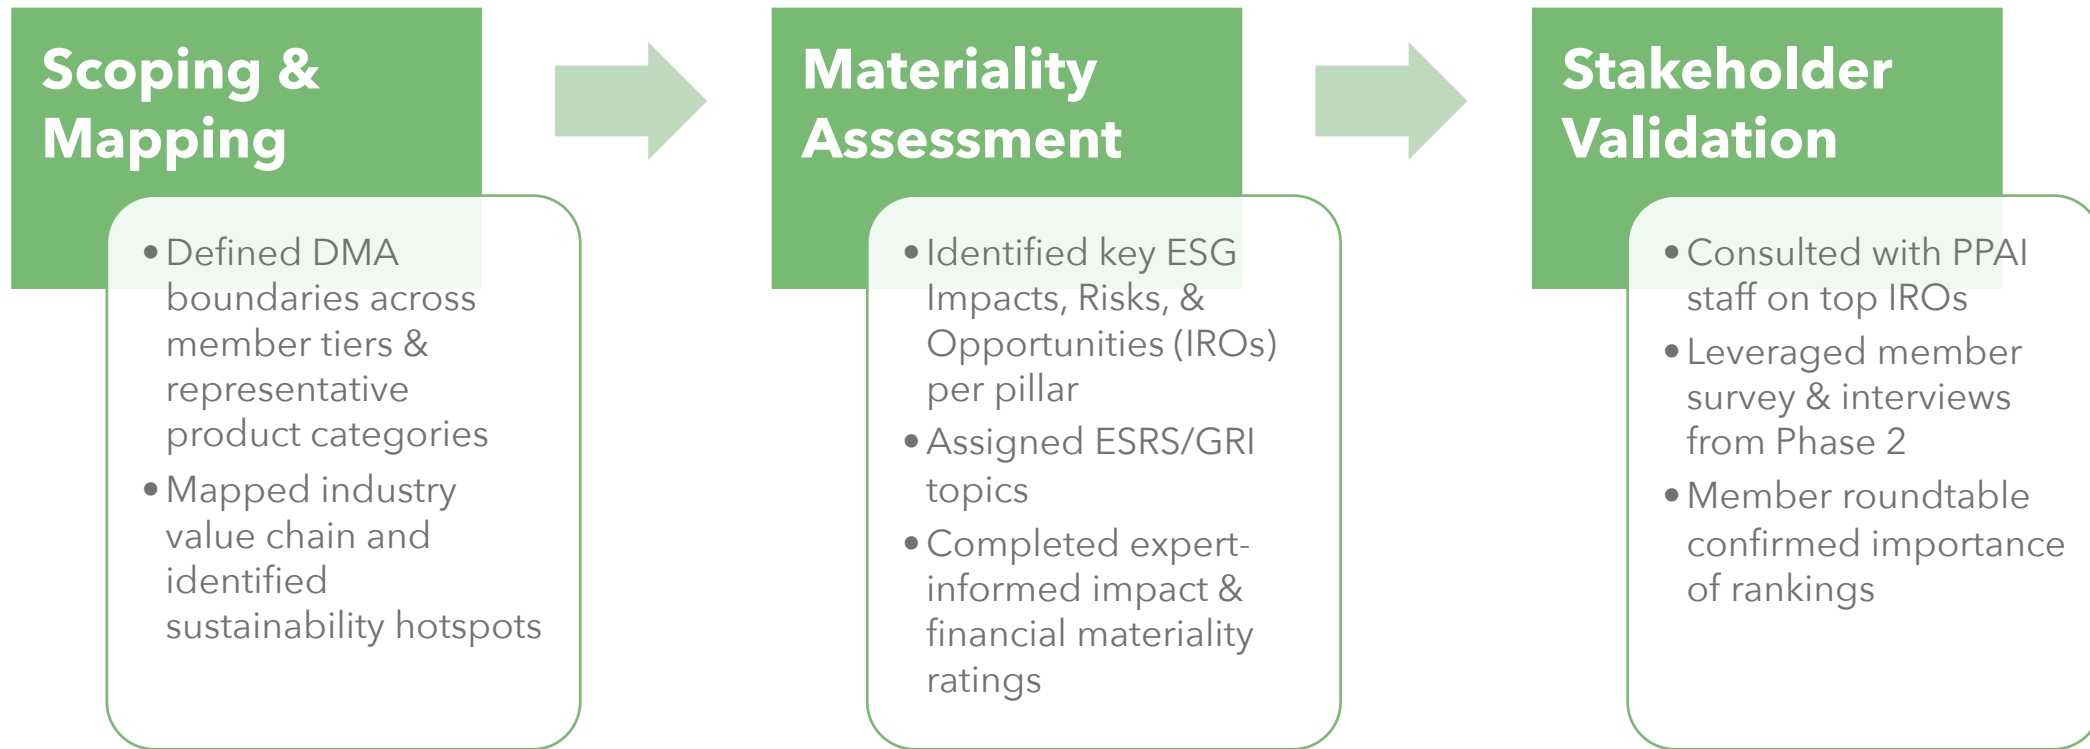 Scoping &
Mapping
• Defined DMA
boundaries across
member tiers &
representative
product categories
• Mapped industry
value chain and
identified
sustainability hotspots
Materiality
Assessment
• Identified key ESG
Impacts, Risks, &
Opportunities (IROs)
per pillar
• Assigned ESRS/GRI
topics
• Completed expert-
informed impact &
financial materiality
ratings
Stakeholder
Validation
• Consulted with PPAI
staff on top IROs
• Leveraged member
survey & interviews
from Phase 2
• Member roundtable
confirmed importance
of rankings